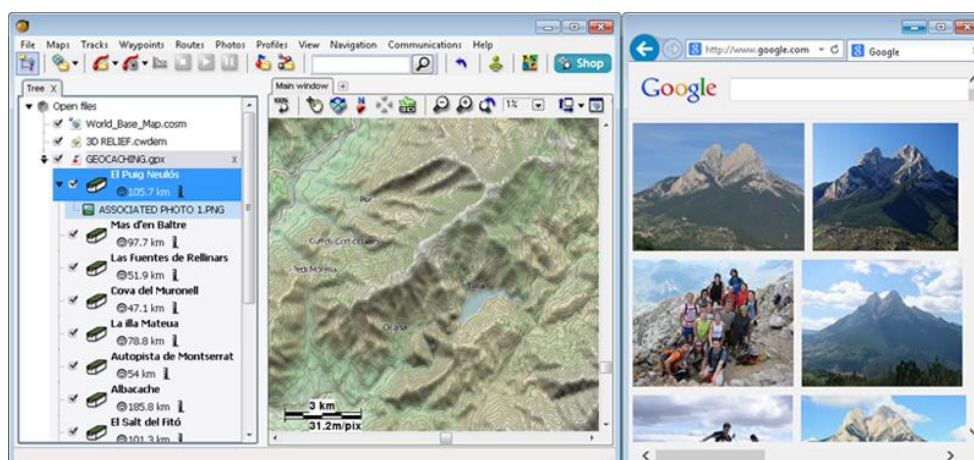 File Maps Tracks Waypoints Routes Photos Profiles View Navigation Communications Help
Shop
Tree X
Open files
World_Base_Map.cosm
3D RELIEF.cwdem
GEOCACHING.gpx x
El Puig Neulós
105.7 km
ASSOCIATED PHOTO 1.PNG
Mas d'en Baltre
97.7 km
Las Fuentes de Rellinars
51.9 km
Cova del Muronell
47.1 km
La illa Mateua
78.8 km
Autopista de Montserrat
54 km
Albacache
185.8 km
El Salt del Fitó
101.3 km
Main window
100%
1%
3 km
31.2m/pix
http://www.google.com
Google
Google